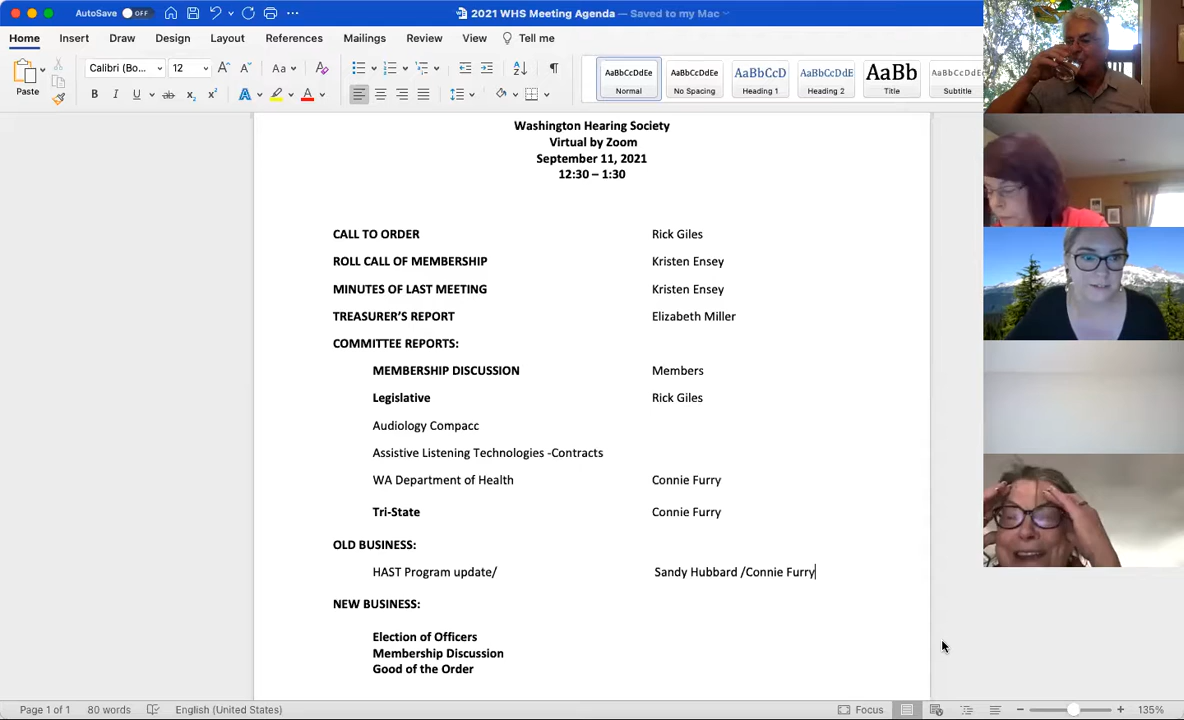 AutoSave OFF 2021 WHS Meeting Agenda — Saved to my Mac
Home Insert Draw Design Layout References Mailings Review View Tell me
Paste Calibri (Bo... 12 A A Aa A AaBbCcDdEe AaBbCcDdEe AaBbCcD AaBbCcDdE AaBb AaBbCcDdEe
B I U ab x₂ x² A A Normal No Spacing Heading 1 Heading 2 Title Subtitle
Washington Hearing Society
Virtual by Zoom
September 11, 2021
12:30 – 1:30
CALL TO ORDER Rick Giles
ROLL CALL OF MEMBERSHIP Kristen Ensey
MINUTES OF LAST MEETING Kristen Ensey
TREASURER'S REPORT Elizabeth Miller
COMMITTEE REPORTS:
MEMBERSHIP DISCUSSION Members
Legislative Rick Giles
Audiology Compacc
Assistive Listening Technologies -Contracts
WA Department of Health Connie Furry
Tri-State Connie Furry
OLD BUSINESS:
HAST Program update/ Sandy Hubbard /Connie Furry
NEW BUSINESS:
Election of Officers
Membership Discussion
Good of the Order
Page 1 of 1 80 words English (United States) Focus 135%